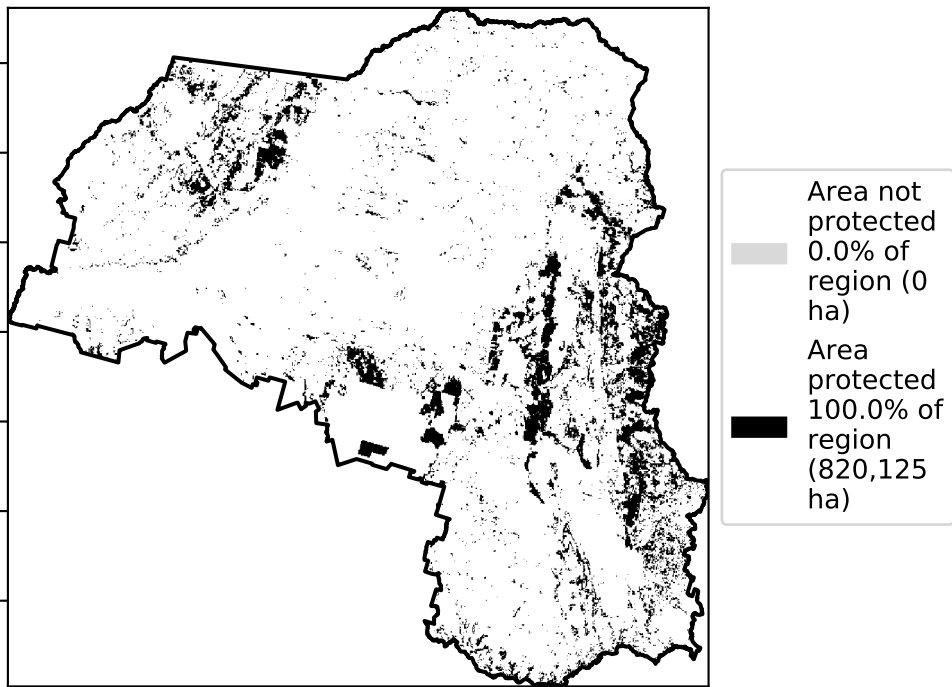 Area not
protected
0.0% of
region (0
ha)
Area
protected
100.0% of
region
(820,125
ha)